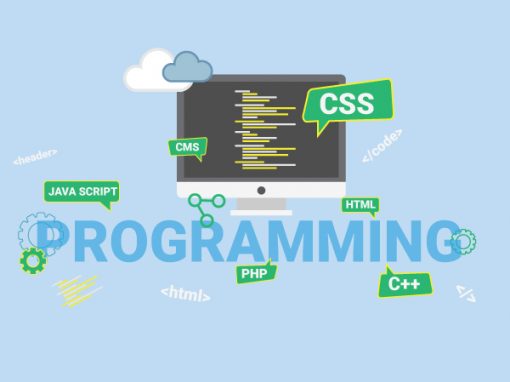 CSS
CMS
</code>
<header>
JAVA SCRIPT
HTML
PROGRAMMING
PHP
C++
<html>
</>